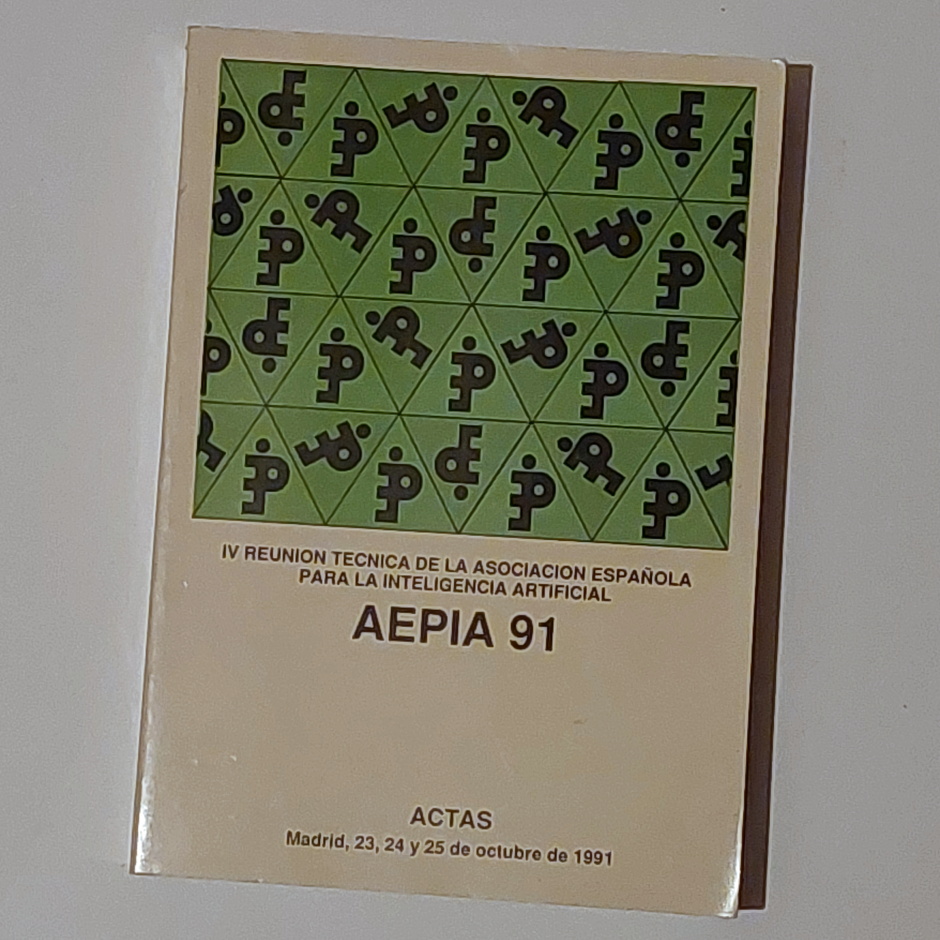 IV REUNION TECNICA DE LA ASOCIACION ESPAÑOLA
PARA LA INTELIGENCIA ARTIFICIAL
AEPIA 91
ACTAS
Madrid, 23, 24 y 25 de octubre de 1991